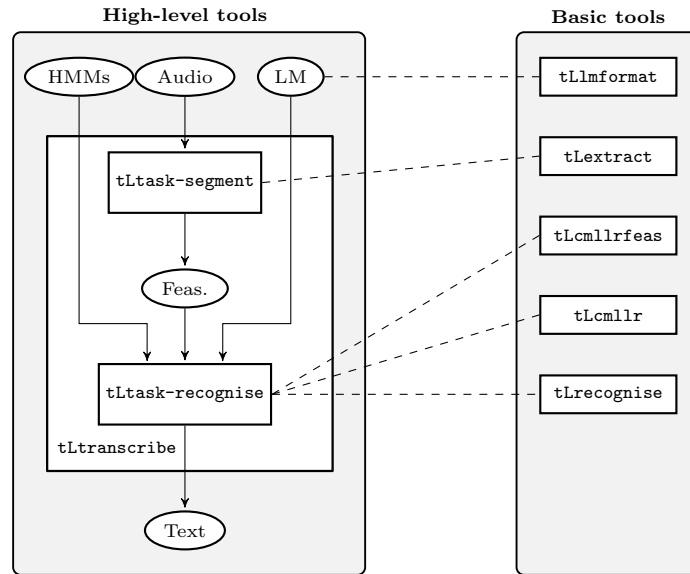 High-level tools
HMMs
Audio
LM
tLtask-segment
Feas.
tLtask-recognise
tLtranscribe
Text
Basic tools
tLlmformat
tLextract
tLcmllrfeas
tLcmllr
tLrecognise